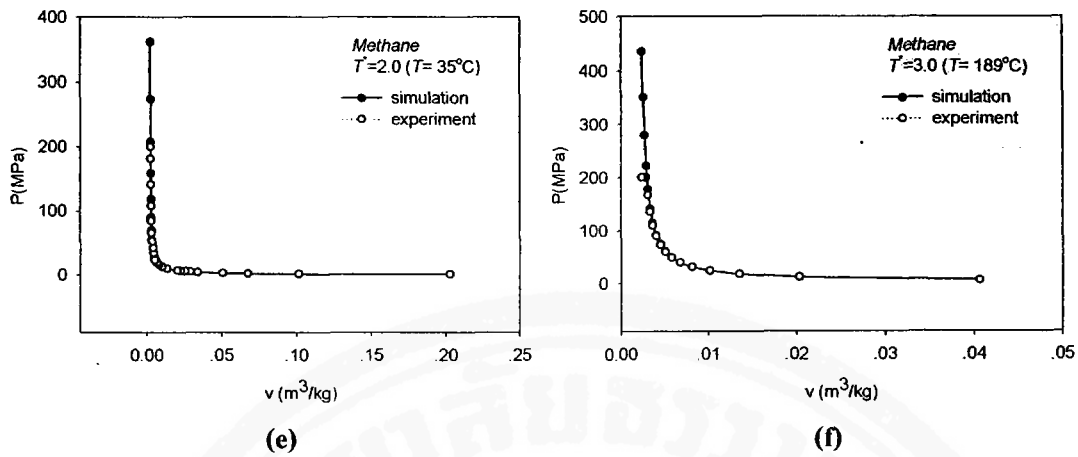 400
300
200
100
0
P(MPa)
Methane
T*=2.0 (T= 35°C)
simulation
experiment
0.00
.05
.10
.15
.20
.25
v (m³/kg)
(e)
500
400
300
200
100
0
P(MPa)
Methane
T*=3.0 (T= 189°C)
simulation
experiment
0.00
.01
.02
.03
.04
.05
v (m³/kg)
(f)